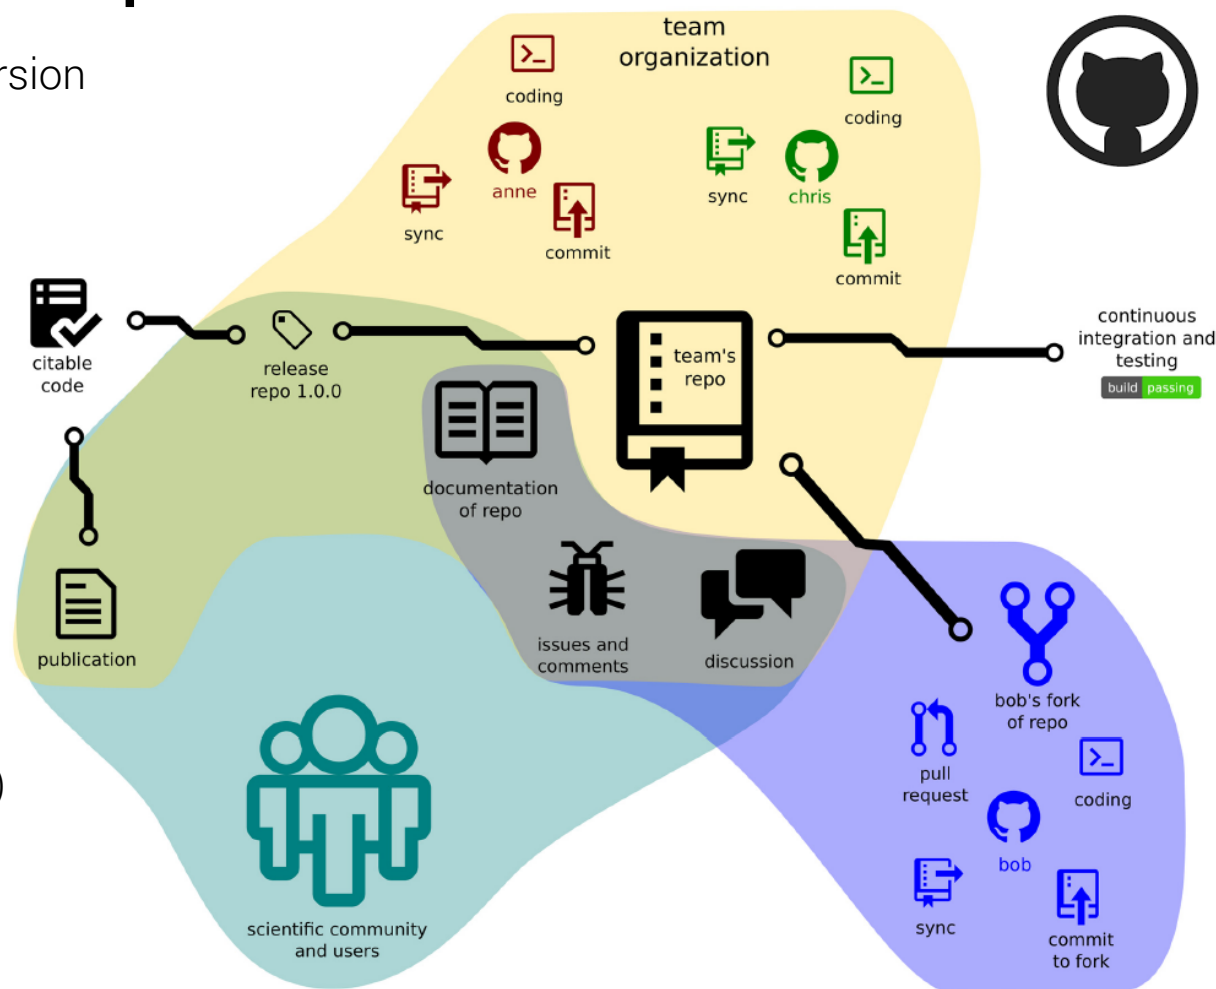 rsion
team
organization
coding
anne
sync
commit
coding
sync
chris
commit
citable
code
release
repo 1.0.0
team's
repo
continuous
integration and
testing
build passing
documentation
of repo
publication
issues and
comments
discussion
bob's fork
of repo
pull
request
coding
bob
sync
commit
to fork
scientific community
and users
)